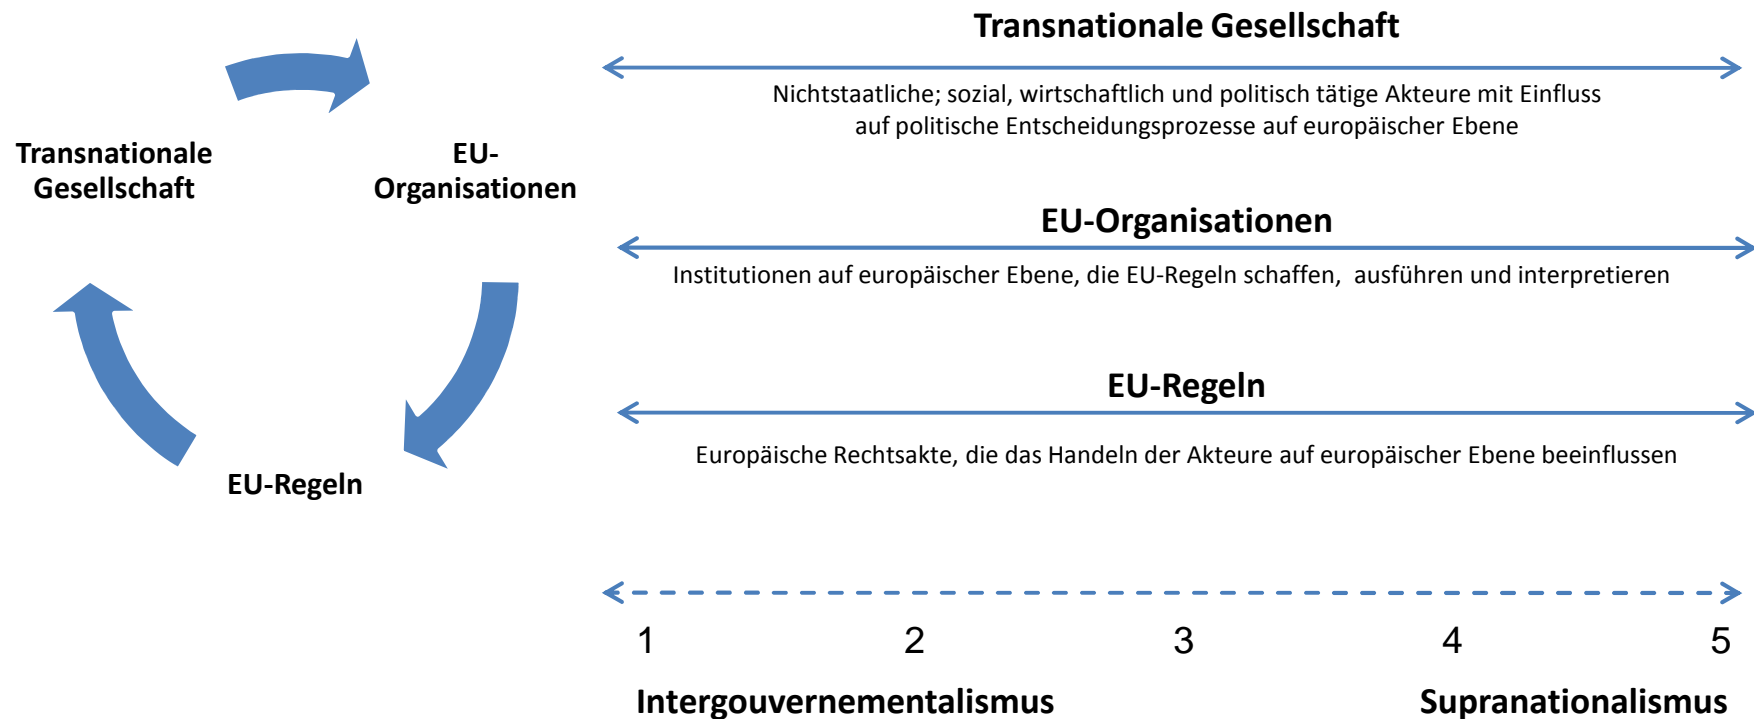 Transnationale
Gesellschaft
EU-
Organisationen
EU-Regeln
Transnationale Gesellschaft
Nichtstaatliche; sozial, wirtschaftlich und politisch tätige Akteure mit Einfluss
auf politische Entscheidungsprozesse auf europäischer Ebene
EU-Organisationen
Institutionen auf europäischer Ebene, die EU-Regeln schaffen, ausführen und interpretieren
EU-Regeln
Europäische Rechtsakte, die das Handeln der Akteure auf europäischer Ebene beeinflussen
1 2 3 4 5
Intergouvernementalismus Supranationalismus